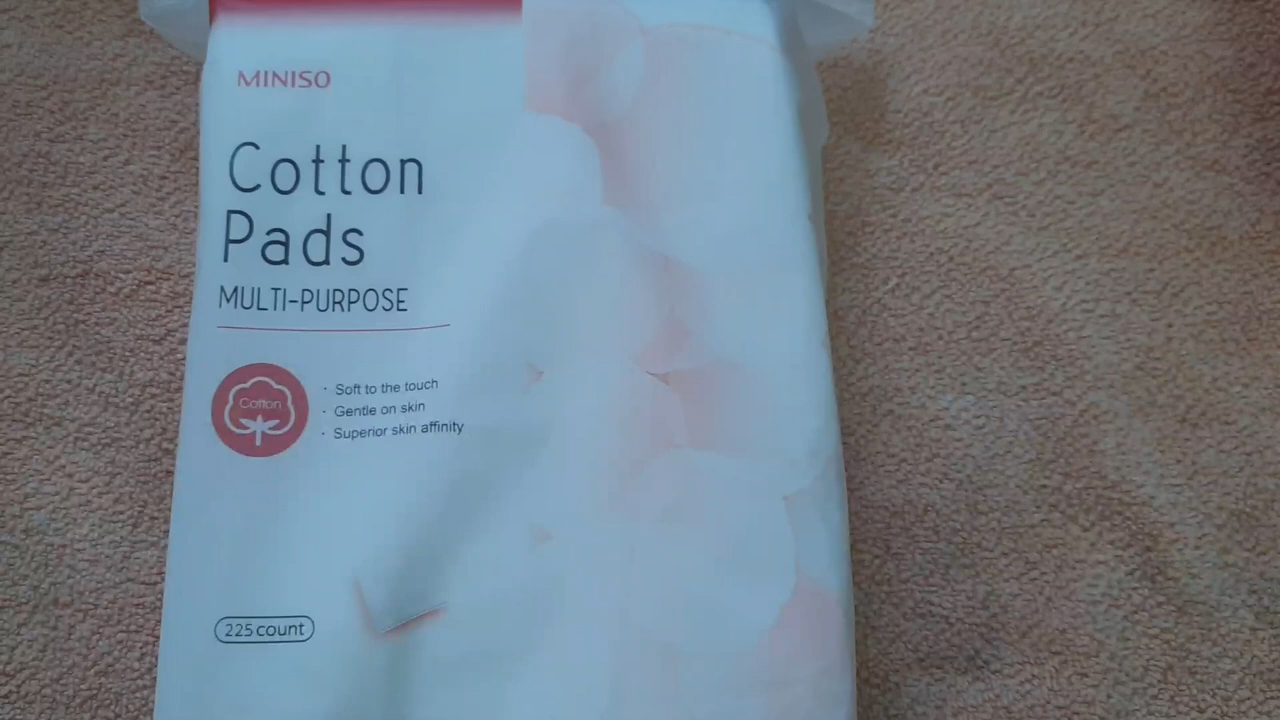 MINISO
Cotton
Pads
MULTI-PURPOSE
Cotton
· Soft to the touch
· Gentle on skin
· Superior skin affinity
225 count